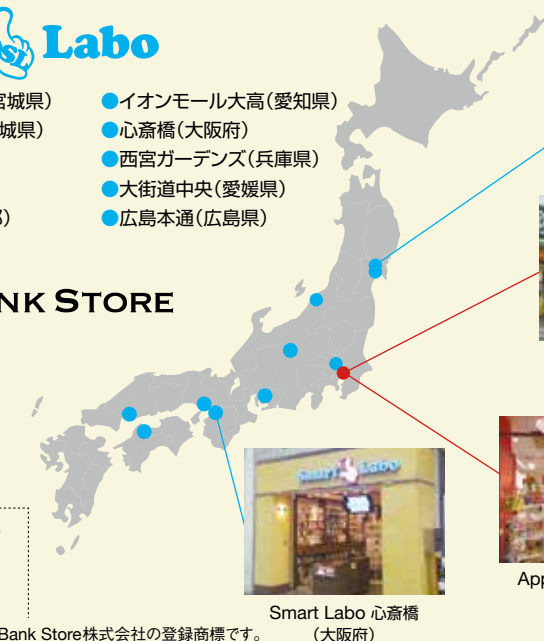 SL Labo
宮城県)
城県)
●イオンモール大高(愛知県)
●心斎橋(大阪府)
●西宮ガーデンズ(兵庫県)
●大街道中央(愛媛県)
●広島本通(広島県)
NK STORE
Smart Labo
Smart Labo 心斎橋
(大阪府)
App
Bank Store株式会社の登録商標です。